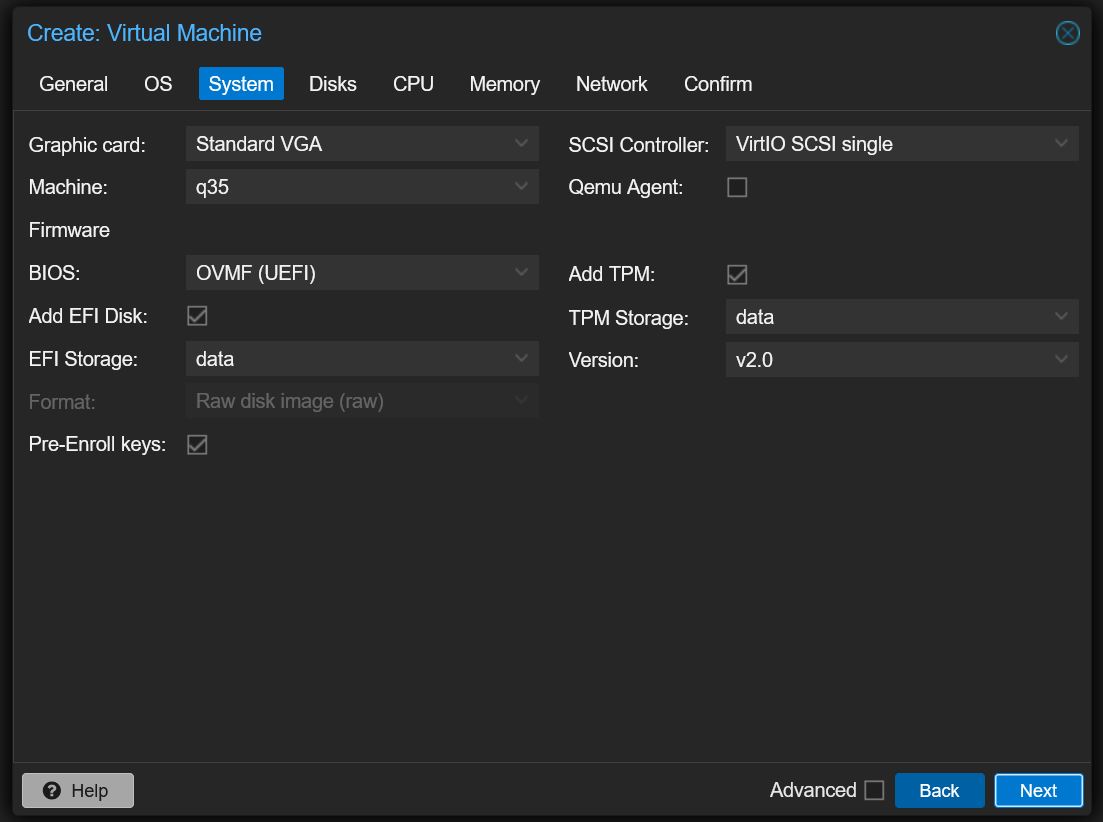 Create: Virtual Machine
General OS System Disks CPU Memory Network Confirm
Graphic card: Standard VGA SCSI Controller: VirtIO SCSI single
Machine: q35 Qemu Agent:
Firmware
BIOS: OVMF (UEFI) Add TPM:
Add EFI Disk: TPM Storage: data
EFI Storage: data Version: v2.0
Format: Raw disk image (raw)
Pre-Enroll keys:
Help Advanced Back Next